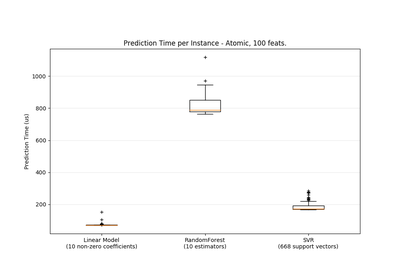 Prediction Time per Instance - Atomic, 100 feats.
1000
800
600
400
200
Prediction Time (us)
Linear Model
(10 non-zero coefficients)
RandomForest
(10 estimators)
SVR
(668 support vectors)